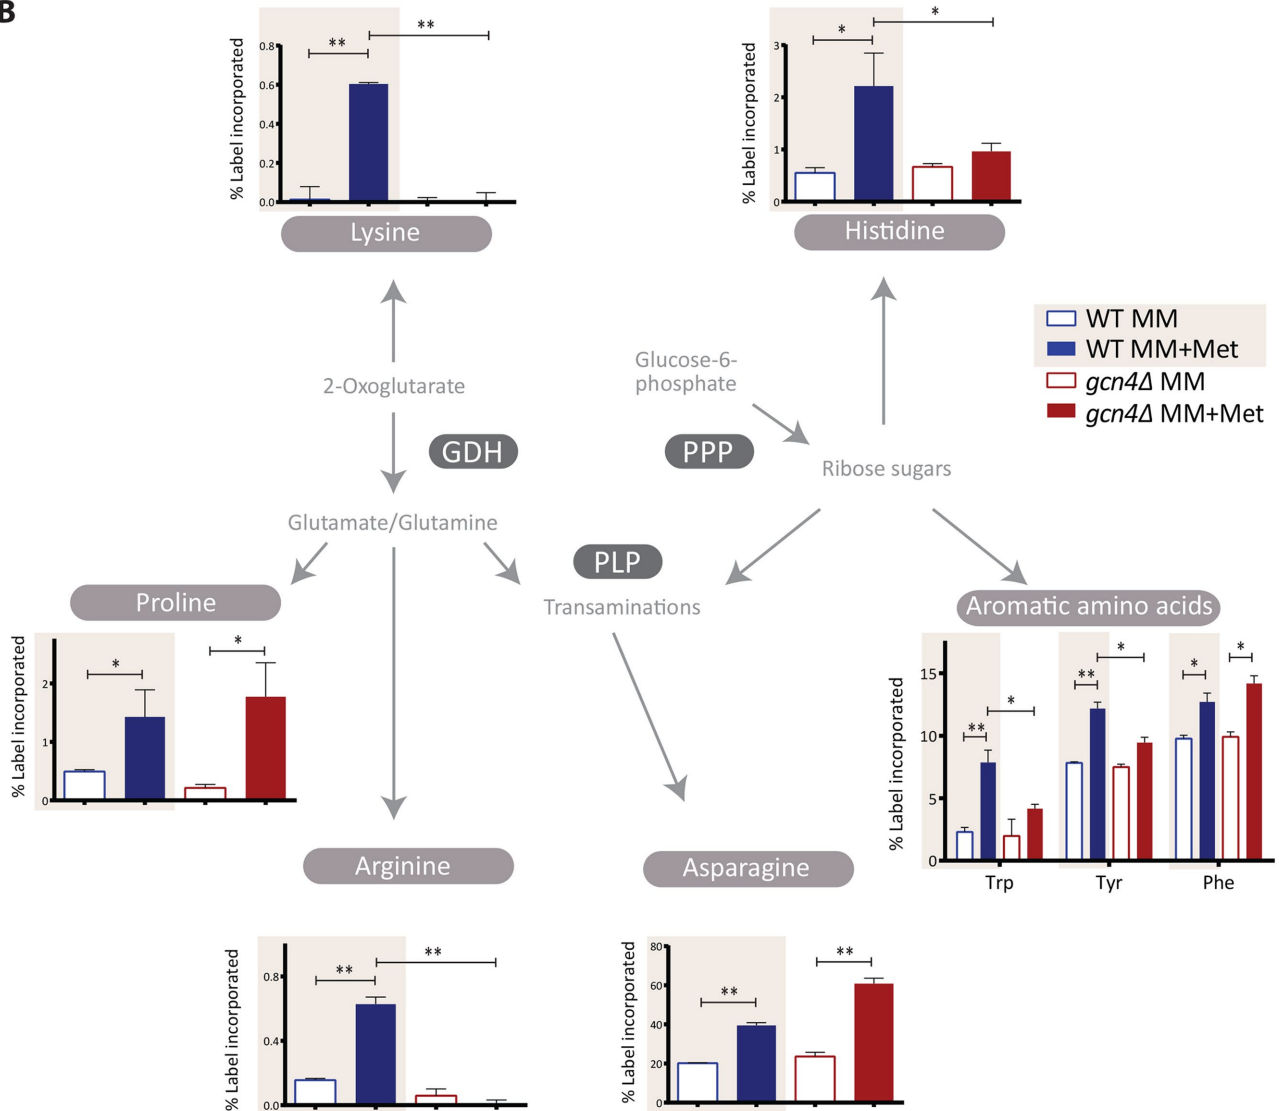 B
**
**
% Label incorporated
0.8
0.6
0.4
0.2
0.0
Lysine
*
*
% Label incorporated
3
2
1
0
Histidine
WT MM
WT MM+Met
gcn4Δ MM
gcn4Δ MM+Met
2-Oxoglutarate
Glucose-6-
phosphate
GDH
PPP
Ribose sugars
Glutamate/Glutamine
PLP
Transaminations
Proline
*
*
% Label incorporated
2
1
0
Aromatic amino acids
% Label incorporated
15
10
5
0
**
*
**
*
*
*
Trp
Tyr
Phe
Arginine
**
**
% Label incorporated
0.8
0.4
0.0
Asparagine
**
**
% Label incorporated
80
60
40
20
0